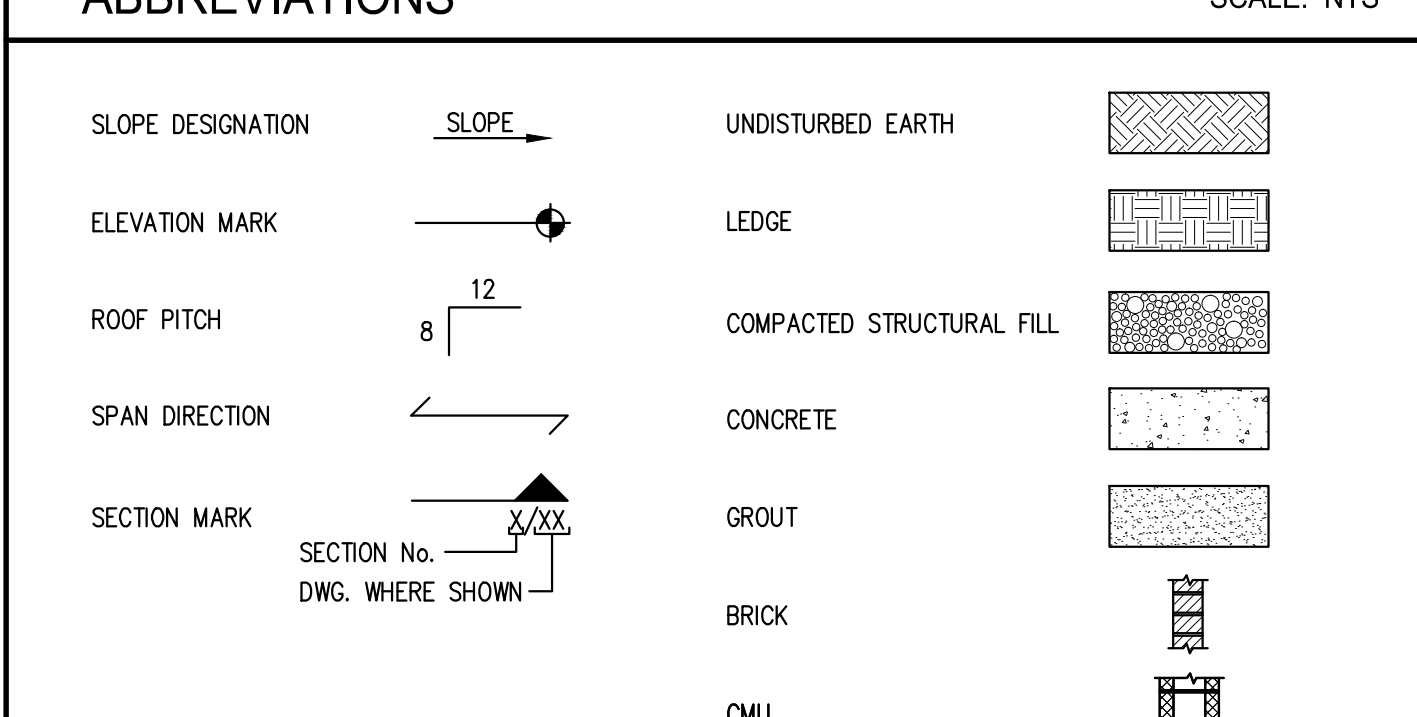 ABBREVIATIONS
SCALE: NTS
SLOPE DESIGNATION
SLOPE
ELEVATION MARK
ROOF PITCH
12
8
SPAN DIRECTION
SECTION MARK
X/XX
SECTION No.
DWG. WHERE SHOWN
UNDISTURBED EARTH
LEDGE
COMPACTED STRUCTURAL FILL
CONCRETE
GROUT
BRICK
CMU